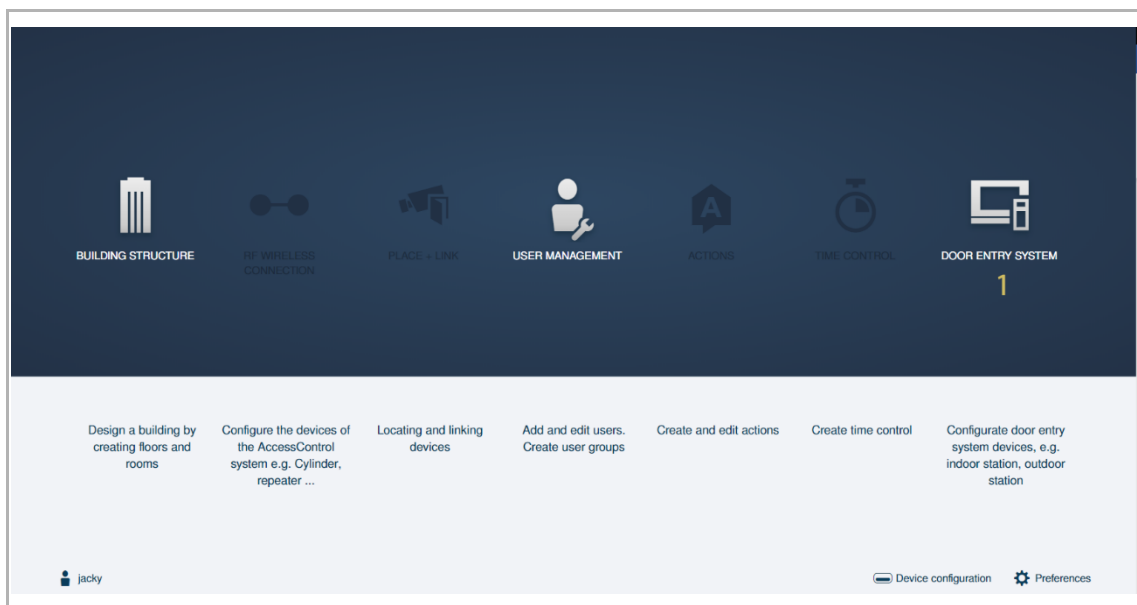 BUILDING STRUCTURE
RF WIRELESS
CONNECTION
PLACE + LINK
USER MANAGEMENT
ACTIONS
TIME CONTROL
DOOR ENTRY SYSTEM
A
1
Design a building by
creating floors and
rooms
Configure the devices of
the AccessControl
system e.g. Cylinder,
repeater ...
Locating and linking
devices
Add and edit users.
Create user groups
Create and edit actions
Create time control
Configurate door entry
system devices, e.g.
indoor station, outdoor
station
jacky
Device configuration
Preferences